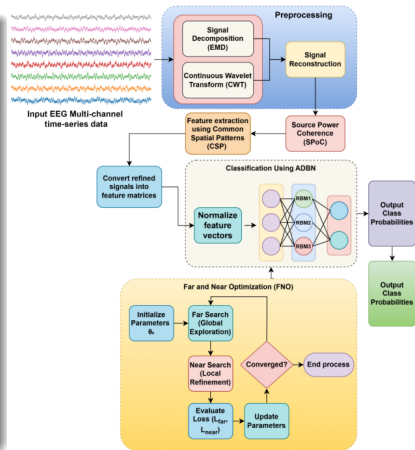 Preprocessing
Signal
Decomposition
(EMD)
Continuous Wavelet
Transform (CWT)
Signal
Reconstruction
Input EEG Multi-channel
time-series data
Feature extraction
using Common
Spatial Patterns
(CSP)
Source Power
Coherence
(SPoC)
Convert refined
signals into
feature matrices
Classification Using ADBN
Normalize
feature
vectors
RBM1
RBM2
RBM3
Output
Class
Probabilities
Output
Class
Probabilities
Far and Near Optimization (FNO)
Initialize
Parameters
θ₀
Far Search
(Global
Exploration)
Converged?
End process
Near Search
(Local
Refinement)
Evaluate
Loss (Lfar,
Lnear)
Update
Parameters